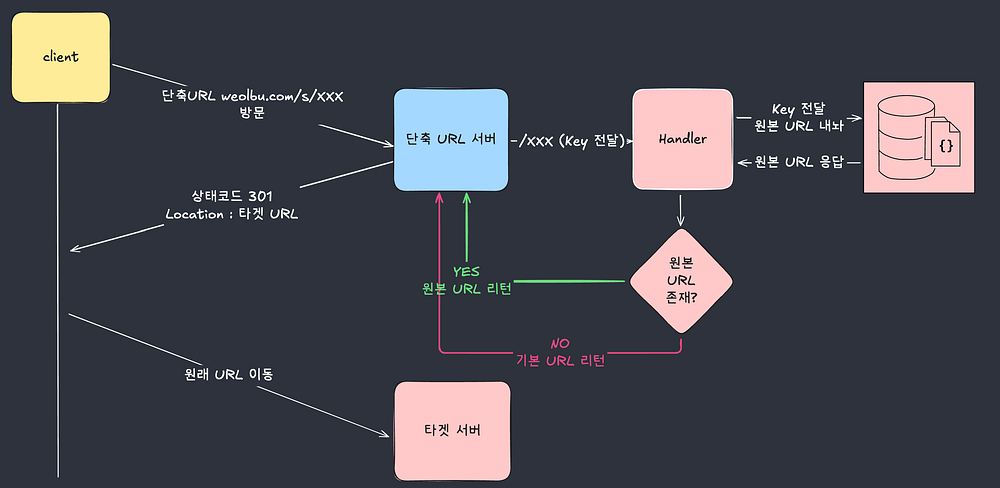 client
단축URL weolbu.com/s/XXX
방문
단축 URL 서버
/XXX (Key 전달)
Handler
Key 전달
원본 URL 내놔
원본 URL 응답
{}
상태코드 301
Location : 타겟 URL
원본
URL
존재?
YES
원본 URL 리턴
NO
기본 URL 리턴
원래 URL 이동
타겟 서버